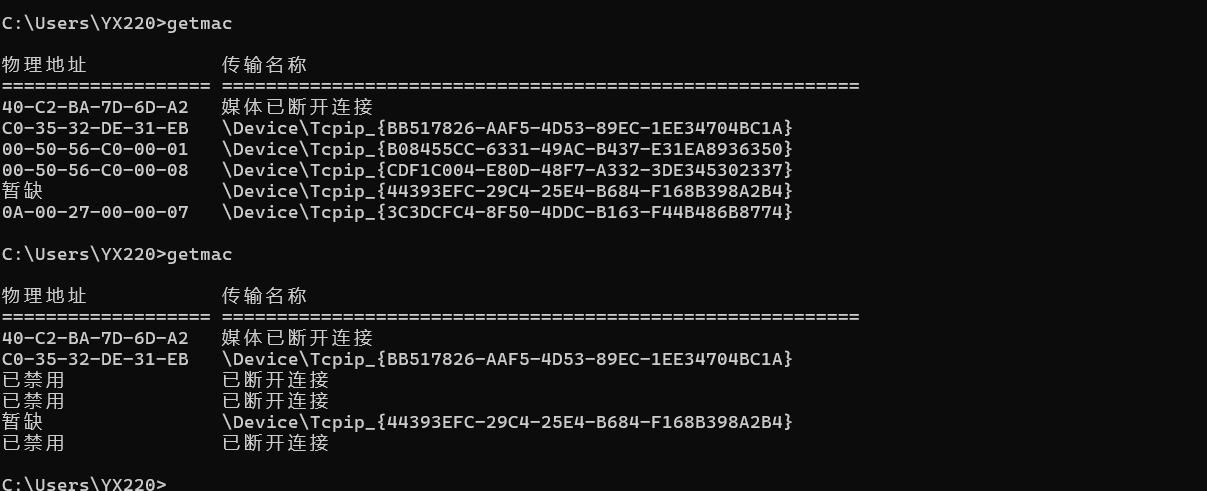 C:\Users\YX220>getmac
物理地址            传输名称
=================== ==========================================================
40-C2-BA-7D-6D-A2   媒体已断开连接
C0-35-32-DE-31-EB   \Device\Tcpip_{BB517826-AAF5-4D53-89EC-1EE34704BC1A}
00-50-56-C0-00-01   \Device\Tcpip_{B08455CC-6331-49AC-B437-E31EA8936350}
00-50-56-C0-00-08   \Device\Tcpip_{CDF1C004-E80D-48F7-A332-3DE345302337}
暂缺                \Device\Tcpip_{44393EFC-29C4-25E4-B684-F168B398A2B4}
0A-00-27-00-00-07   \Device\Tcpip_{3C3DCFC4-8F50-4DDC-B163-F44B486B8774}
C:\Users\YX220>getmac
物理地址            传输名称
=================== ==========================================================
40-C2-BA-7D-6D-A2   媒体已断开连接
C0-35-32-DE-31-EB   \Device\Tcpip_{BB517826-AAF5-4D53-89EC-1EE34704BC1A}
已禁用              已断开连接
已禁用              已断开连接
暂缺                \Device\Tcpip_{44393EFC-29C4-25E4-B684-F168B398A2B4}
已禁用              已断开连接
C:\Users\YX220>